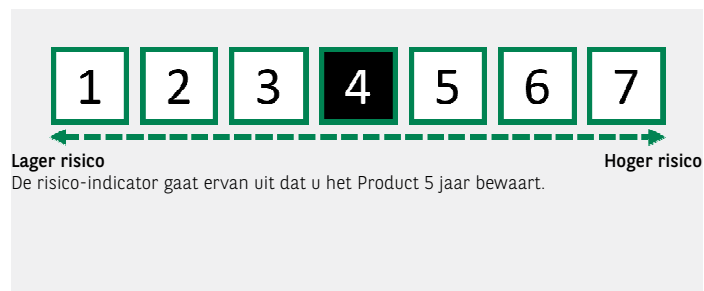 1 2 3 4 5 6 7
Lager risico Hoger risico
De risico-indicator gaat ervan uit dat u het Product 5 jaar bewaart.